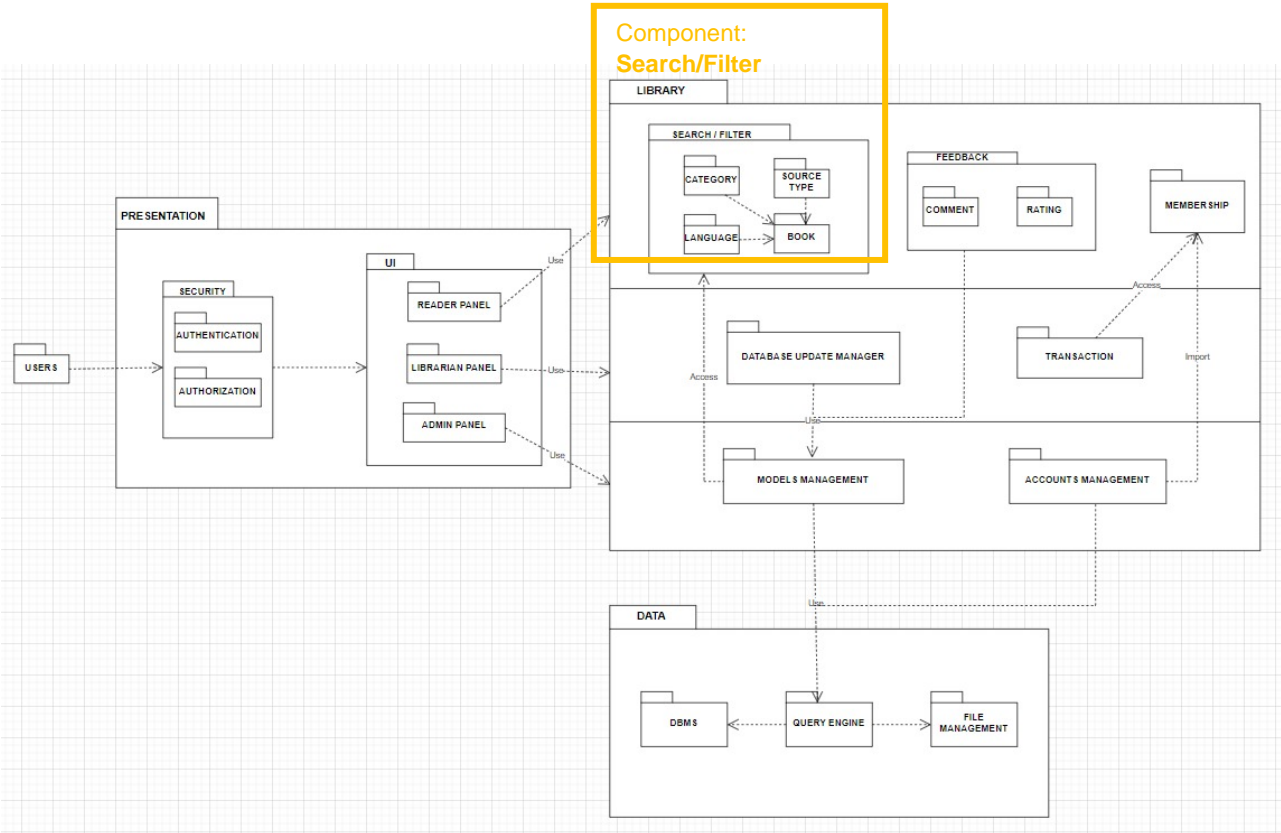 Component:
Search/Filter
LIBRARY
SEARCH / FILTER
CATEGORY
SOURCE
TYPE
LANGUAGE
BOOK
FEEDBACK
COMMENT
RATING
MEMBERSHIP
PRESENTATION
SECURITY
AUTHENTICATION
AUTHORIZATION
UI
READER PANEL
LIBRARIAN PANEL
ADMIN PANEL
USERS
Use
Use
Use
DATABASE UPDATE MANAGER
TRANSACTION
Access
Access
Import
Use
MODELS MANAGEMENT
ACCOUNTS MANAGEMENT
Use
DATA
DBMS
QUERY ENGINE
FILE
MANAGEMENT